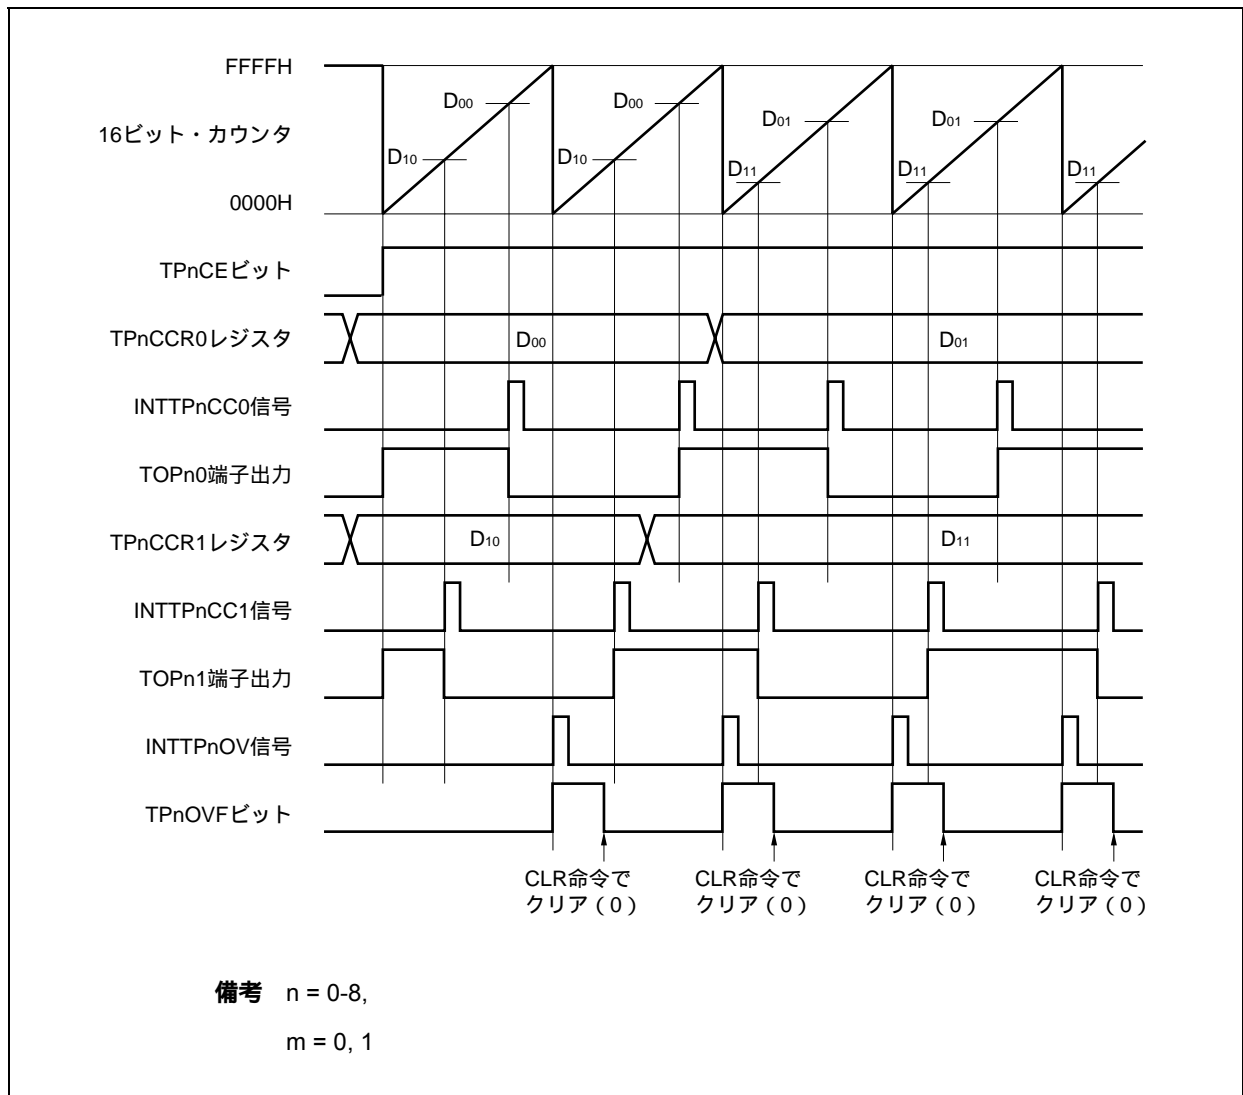 FFFFH
16ビット・カウンタ
0000H
D00
D10
D00
D10
D01
D11
D01
D11
D11
TPnCEビット
TPnCCR0レジスタ
D00
D01
INTTPnCC0信号
TOPn0端子出力
TPnCCR1レジスタ
D10
D11
INTTPnCC1信号
TOPn1端子出力
INTTPnOV信号
TPnOVFビット
CLR命令で
クリア(0)
CLR命令で
クリア(0)
CLR命令で
クリア(0)
CLR命令で
クリア(0)
備考 n = 0-8,
m = 0, 1